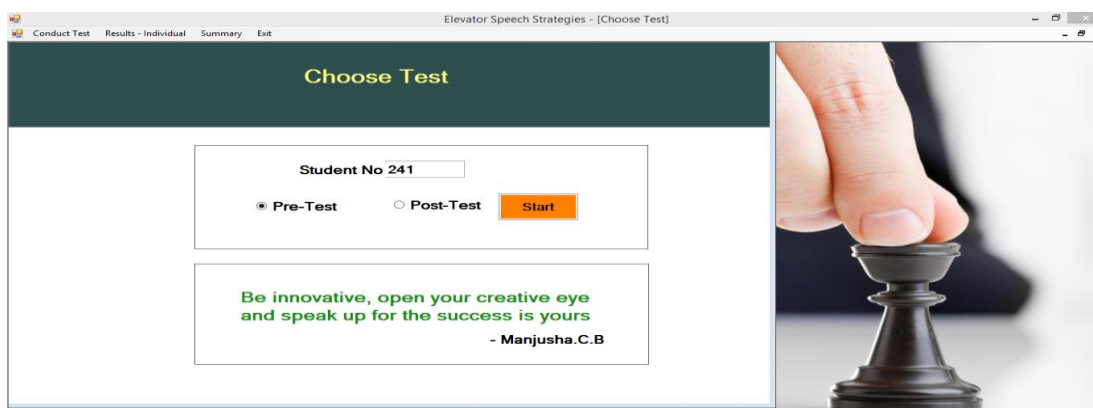 Elevator Speech Strategies - [Choose Test]
Conduct Test Results - Individual Summary Exit
Choose Test
Student No 241
Pre-Test Post-Test Start
Be innovative, open your creative eye
and speak up for the success is yours
- Manjusha.C.B